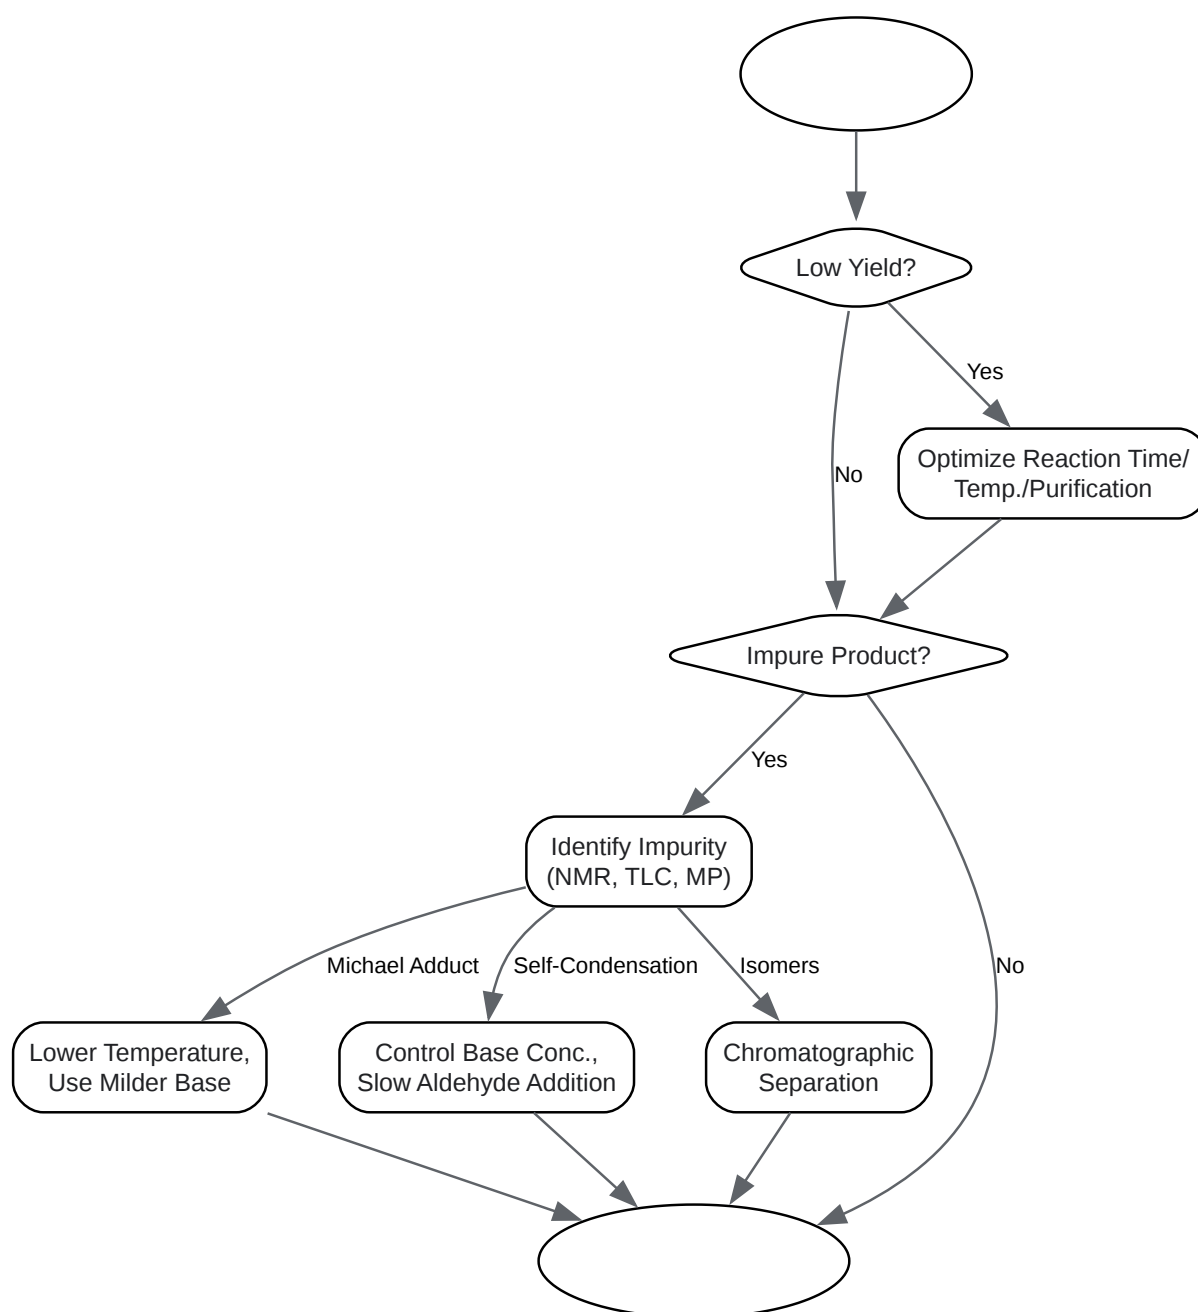 Low Yield?
Yes
Optimize Reaction Time/
Temp./Purification
No
Impure Product?
Yes
Identify Impurity
(NMR, TLC, MP)
Michael Adduct
Self-Condensation
Isomers
No
Lower Temperature,
Use Milder Base
Control Base Conc.,
Slow Aldehyde Addition
Chromatographic
Separation